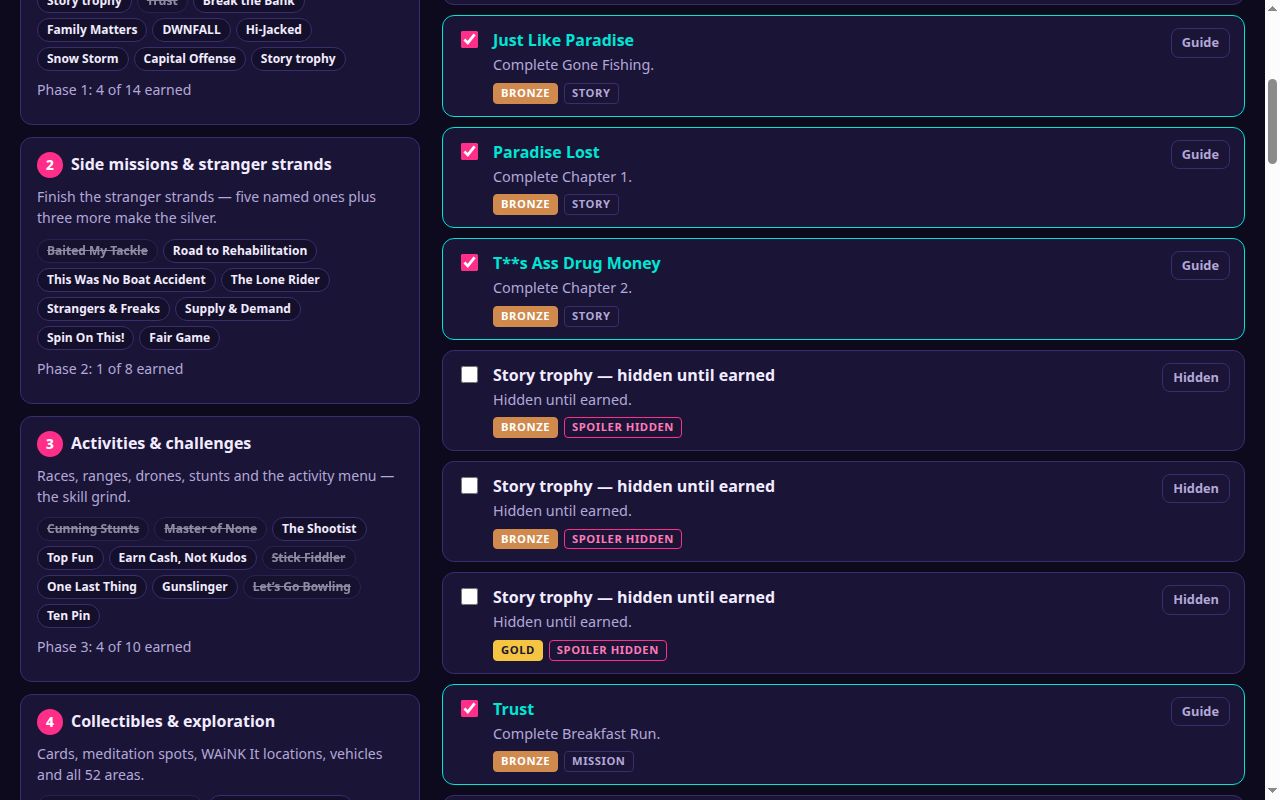 Story trophy Trust Break the Bank
Family Matters DWNFALL Hi-Jacked
Snow Storm Capital Offense Story trophy
Phase 1: 4 of 14 earned
2 Side missions & stranger strands
Finish the stranger strands — five named ones plus
three more make the silver.
Baited My Tackle Road to Rehabilitation
This Was No Boat Accident The Lone Rider
Strangers & Freaks Supply & Demand
Spin On This! Fair Game
Phase 2: 1 of 8 earned
3 Activities & challenges
Races, ranges, drones, stunts and the activity menu —
the skill grind.
Cunning Stunts Master of None The Shootist
Top Fun Earn Cash, Not Kudos Stick Fiddler
One Last Thing Gunslinger Let's Go Bowling
Ten Pin
Phase 3: 4 of 10 earned
4 Collectibles & exploration
Cards, meditation spots, WAiNK It locations, vehicles
and all 52 areas.
Just Like Paradise
Guide
Complete Gone Fishing.
BRONZE STORY
Paradise Lost
Guide
Complete Chapter 1.
BRONZE STORY
T**s Ass Drug Money
Guide
Complete Chapter 2.
BRONZE STORY
Story trophy — hidden until earned
Hidden
Hidden until earned.
BRONZE SPOILER HIDDEN
Story trophy — hidden until earned
Hidden
Hidden until earned.
BRONZE SPOILER HIDDEN
Story trophy — hidden until earned
Hidden
Hidden until earned.
GOLD SPOILER HIDDEN
Trust
Guide
Complete Breakfast Run.
BRONZE MISSION